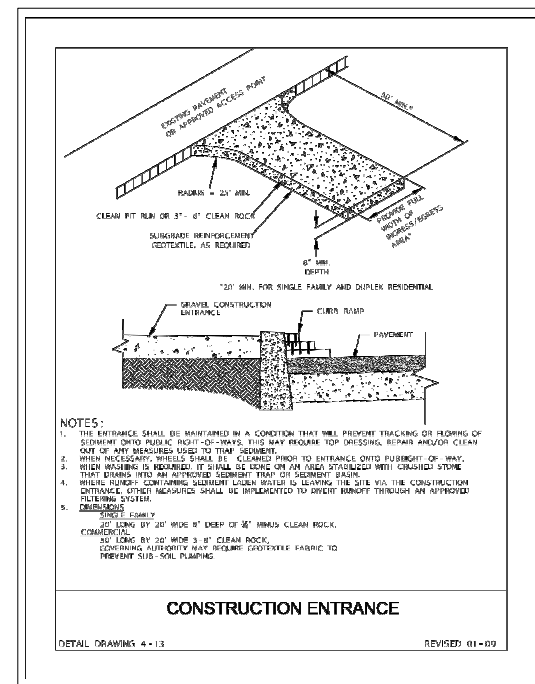 EXISTING PAVEMENT
OR APPROVED ACCESS POINT
50' MIN.*
RADIUS = 25' MIN.
CLEAN PIT RUN OR 3"- 6" CLEAN ROCK
SUBGRADE REINFORCEMENT
GEOTEXTILE, AS REQUIRED
PROVIDE FULL
WIDTH OF
INGRESS/EGRESS
AREA*
MIN.
DEPTH
*20' MIN. FOR SINGLE FAMILY AND DUPLEX RESIDENTIAL
GRAVEL CONSTRUCTION
ENTRANCE
CURB RAMP
PAVEMENT
NOTES:
1. THE ENTRANCE SHALL BE MAINTAINED IN A CONDITION THAT WILL PREVENT TRACKING OR FLOWING OF
SEDIMENT ONTO PUBLIC RIGHT-OF-WAYS. THIS MAY REQUIRE TOP DRESSING, REPAIR AND/OR CLEAN
OUT OF ANY MEASURES USED TO TRAP SEDIMENT.
2. WHEN NECESSARY, WHEELS SHALL BE CLEANED PRIOR TO ENTRANCE ONTO RIGHT-OF-WAY.
3. WHEN WASHING IS REQUIRED, IT SHALL BE DONE ON AN AREA STABILIZED WITH CRUSHED STONE
THAT DRAINS INTO AN APPROVED SEDIMENT TRAP OR SEDIMENT BASIN.
4. WHERE RUNOFF CONTAINING SEDIMENT LADEN WATER IS LEAVING THE SITE VIA THE CONSTRUCTION
ENTRANCE, OTHER MEASURES SHALL BE IMPLEMENTED TO DIVERT RUNOFF THROUGH AN APPROVED
FILTERING SYSTEM.
5. DIMENSIONS
SINGLE FAMILY
20' LONG BY 20' WIDE 8" DEEP OF MINUS CLEAN ROCK.
COMMERCIAL
50' LONG BY 20' WIDE 3-6" CLEAN ROCK,
GOVERNING AUTHORITY MAY REQUIRE GEOTEXTILE FABRIC TO
PREVENT SUB-SOIL PUMPING
CONSTRUCTION ENTRANCE
DETAIL DRAWING 4-13
REVISED 01-09